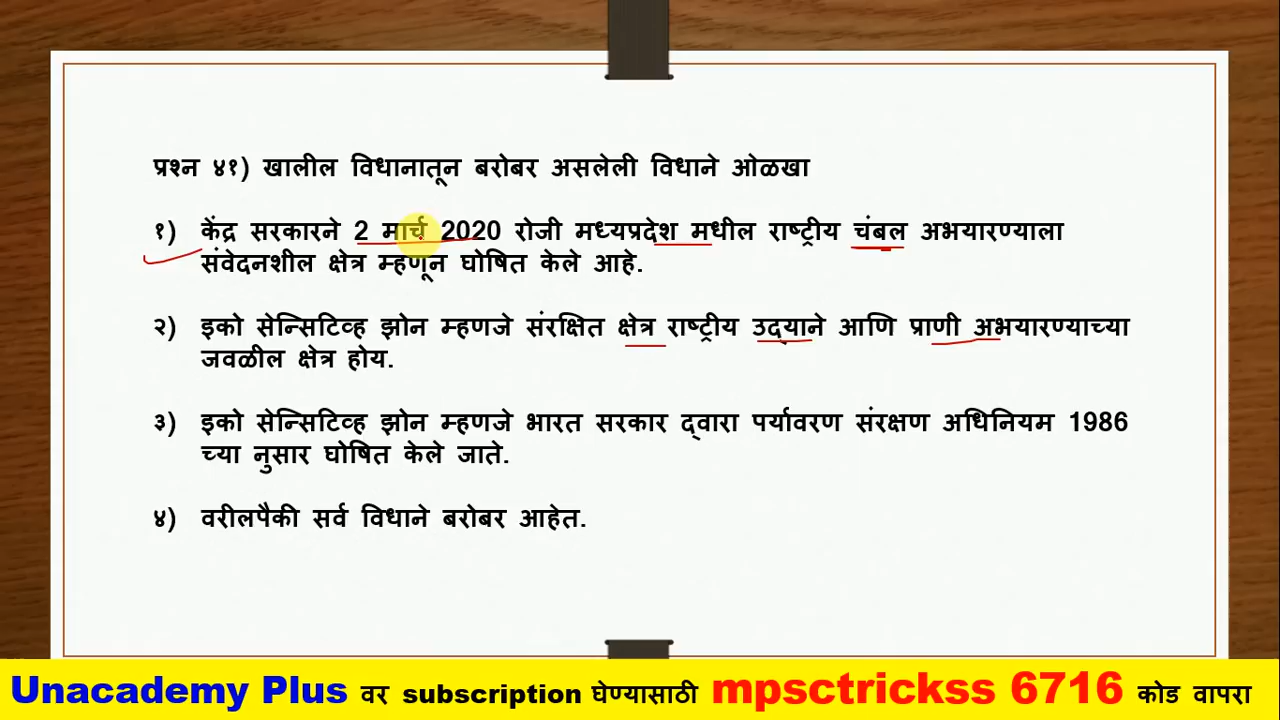 प्रश्न ४१) खालील विधानातून बरोबर असलेली विधाने ओळखा
१) केंद्र सरकारने 2 मार्च 2020 रोजी मध्यप्रदेश मधील राष्ट्रीय चंबल अभयारण्याला
संवेदनशील क्षेत्र म्हणून घोषित केले आहे.
२) इको सेन्सिटिव्ह झोन म्हणजे संरक्षित क्षेत्र राष्ट्रीय उद्याने आणि प्राणी अभयारण्याच्या
जवळील क्षेत्र होय.
३) इको सेन्सिटिव्ह झोन म्हणजे भारत सरकार द्वारा पर्यावरण संरक्षण अधिनियम 1986
च्या नुसार घोषित केले जाते.
४) वरीलपैकी सर्व विधाने बरोबर आहेत.
Unacademy Plus वर subscription घेण्यासाठी mpsctrickss 6716 कोड वापरा